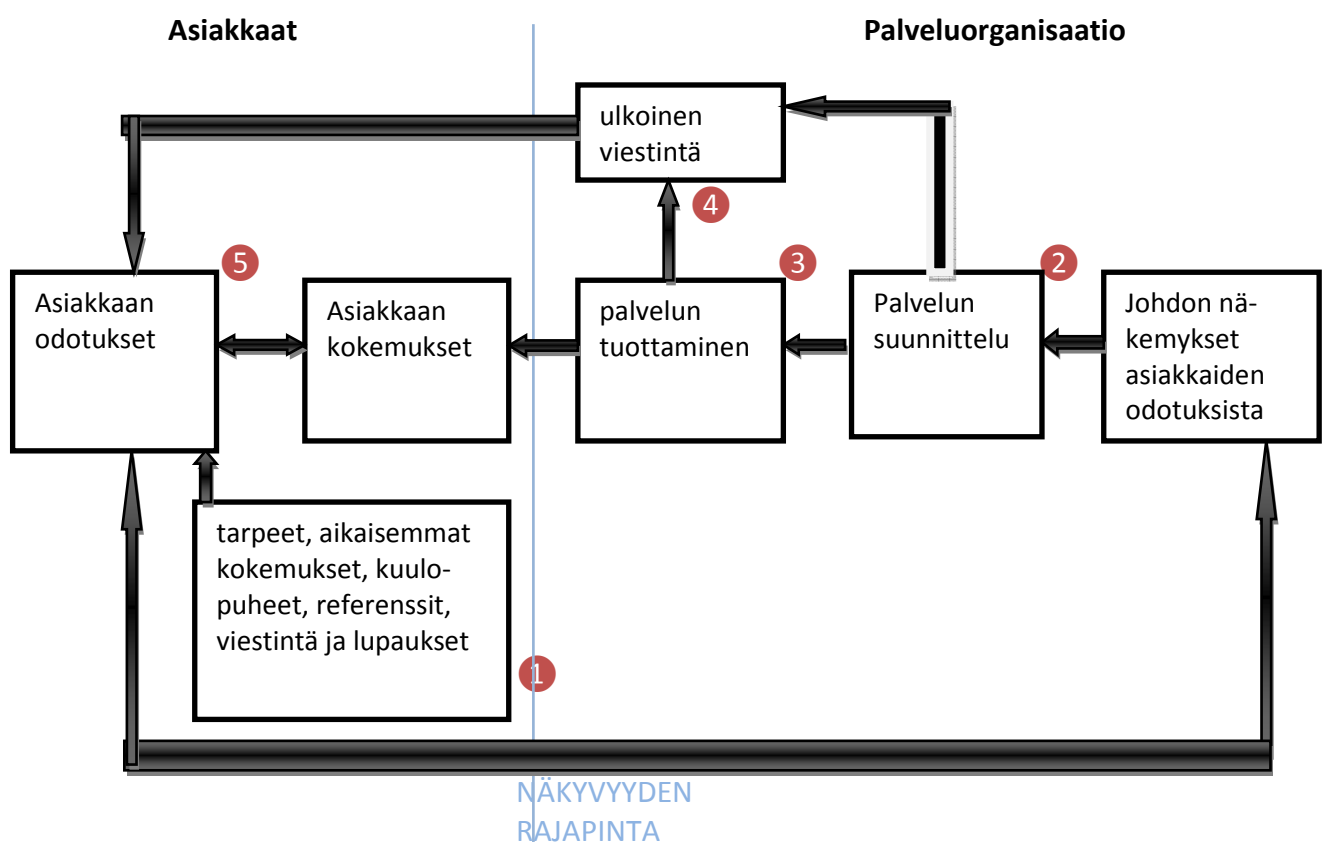 Asiakkaat
Palveluorganisaatio
ulkoinen
viestintä
4
5
3
2
Asiakkaan
odotukset
Asiakkaan
kokemukset
palvelun
tuottaminen
Palvelun
suunnittelu
Johdon nä-
kemykset
asiakkaiden
odotuksista
tarpeet, aikaisemmat
kokemukset, kuulo-
puheet, referenssit,
viestintä ja lupaukset
1
NÄKYVYYDEN
RAJAPINTA